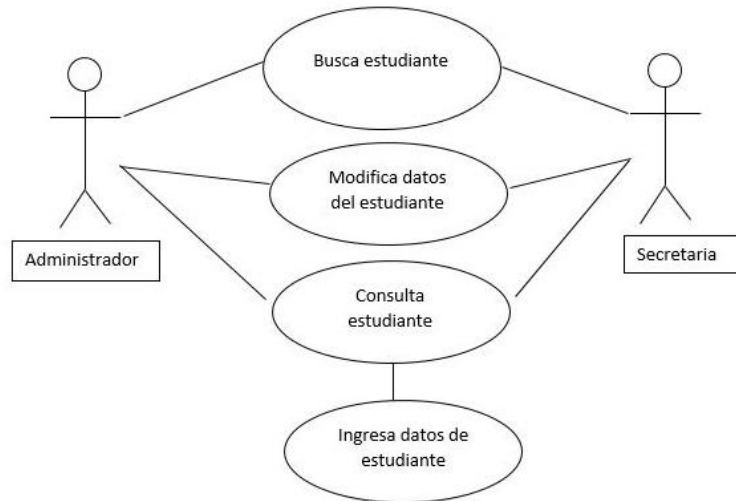 Busca estudiante
Modifica datos
del estudiante
Administrador
Secretaria
Consulta
estudiante
Ingresa datos de
estudiante